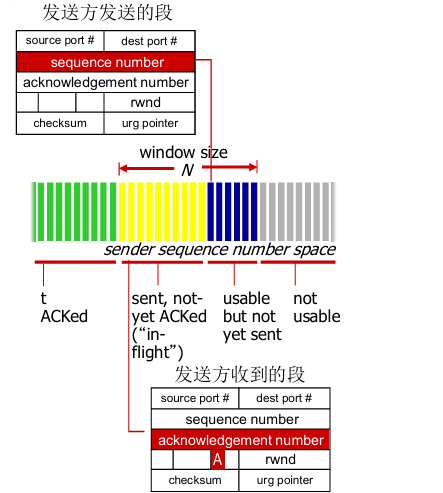 发送方发送的段
source port # dest port #
sequence number
acknowledgement number
rwnd
checksum urg pointer
window size
N
sender sequence number space
t
ACKed
sent, not-
yet ACKed
(“in-
flight”)
usable
but not
yet sent
not
usable
发送方收到的段
source port # dest port #
sequence number
acknowledgement number
A rwnd
checksum urg pointer